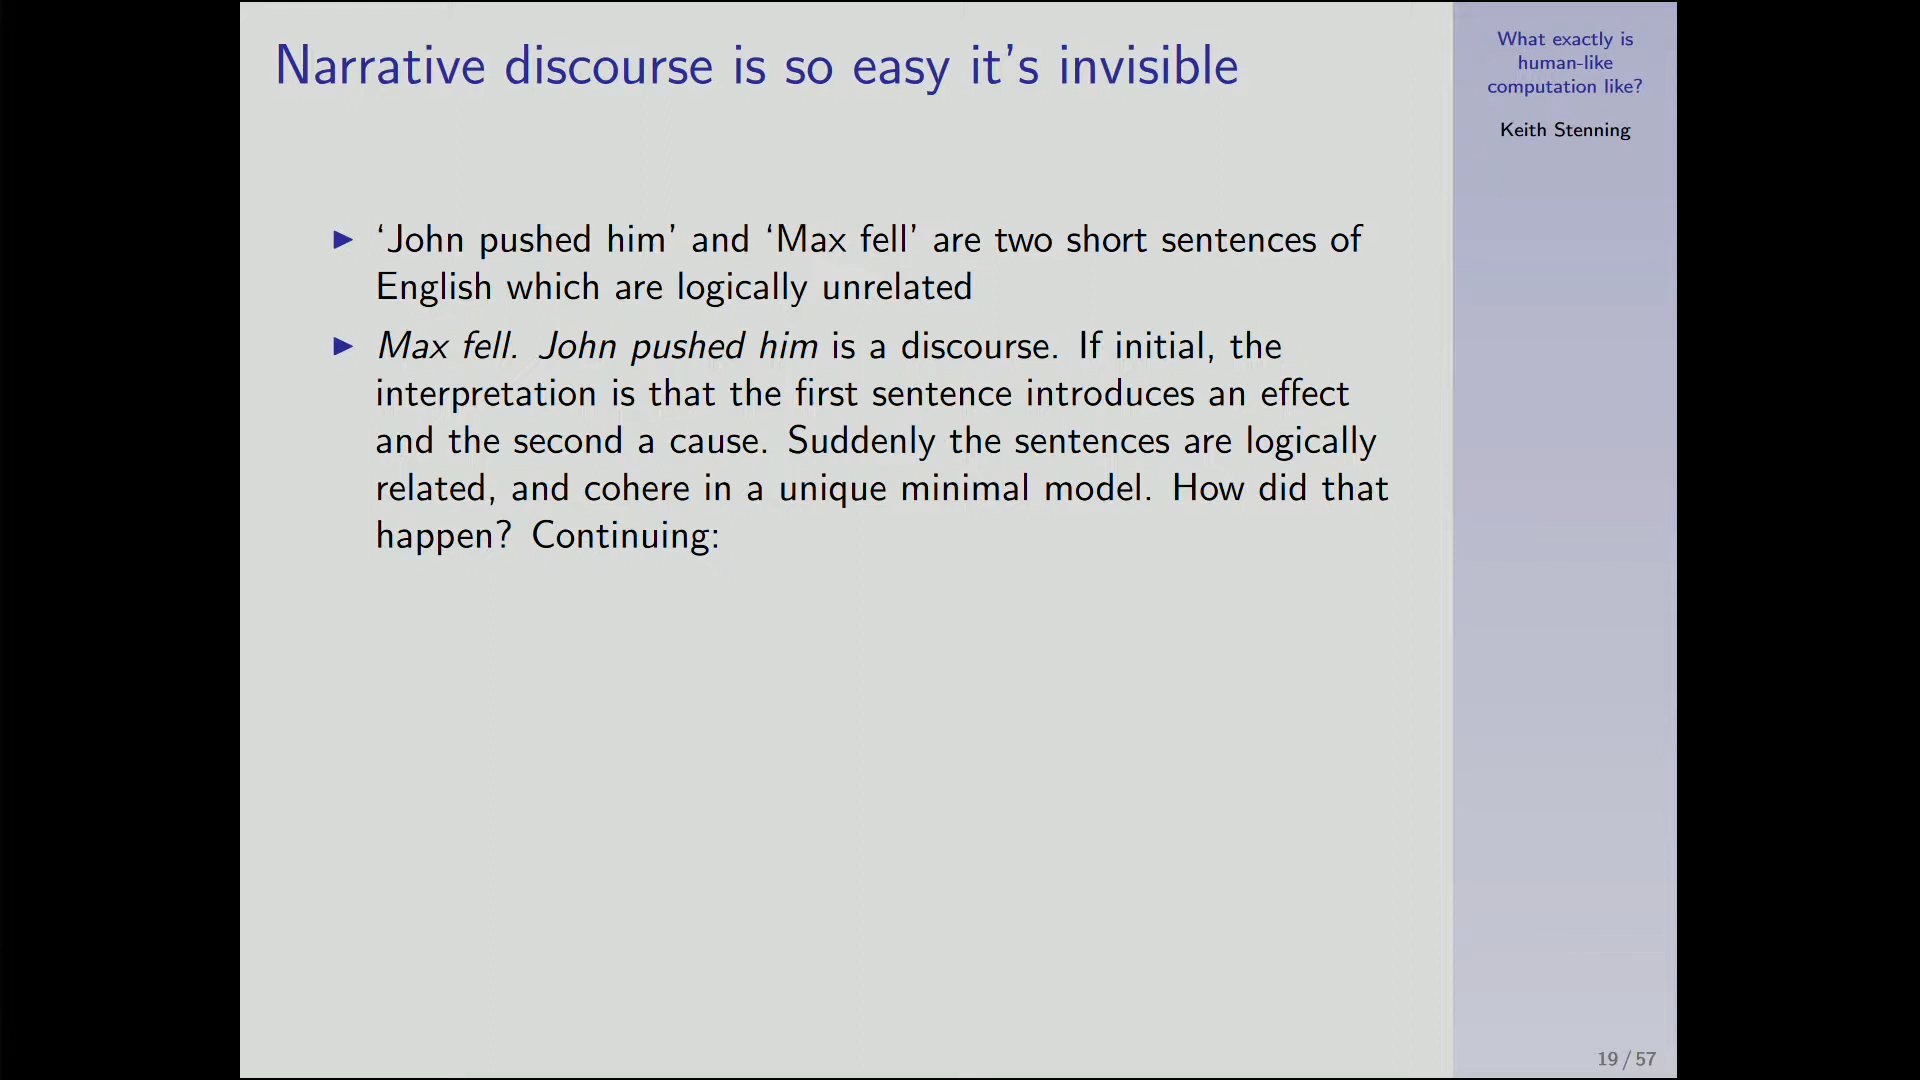 Narrative discourse is so easy it's invisible
What exactly is
human-like
computation like?
Keith Stenning
▶ ‘John pushed him’ and ‘Max fell’ are two short sentences of
English which are logically unrelated
▶ Max fell. John pushed him is a discourse. If initial, the
interpretation is that the first sentence introduces an effect
and the second a cause. Suddenly the sentences are logically
related, and cohere in a unique minimal model. How did that
happen? Continuing:
19 / 57